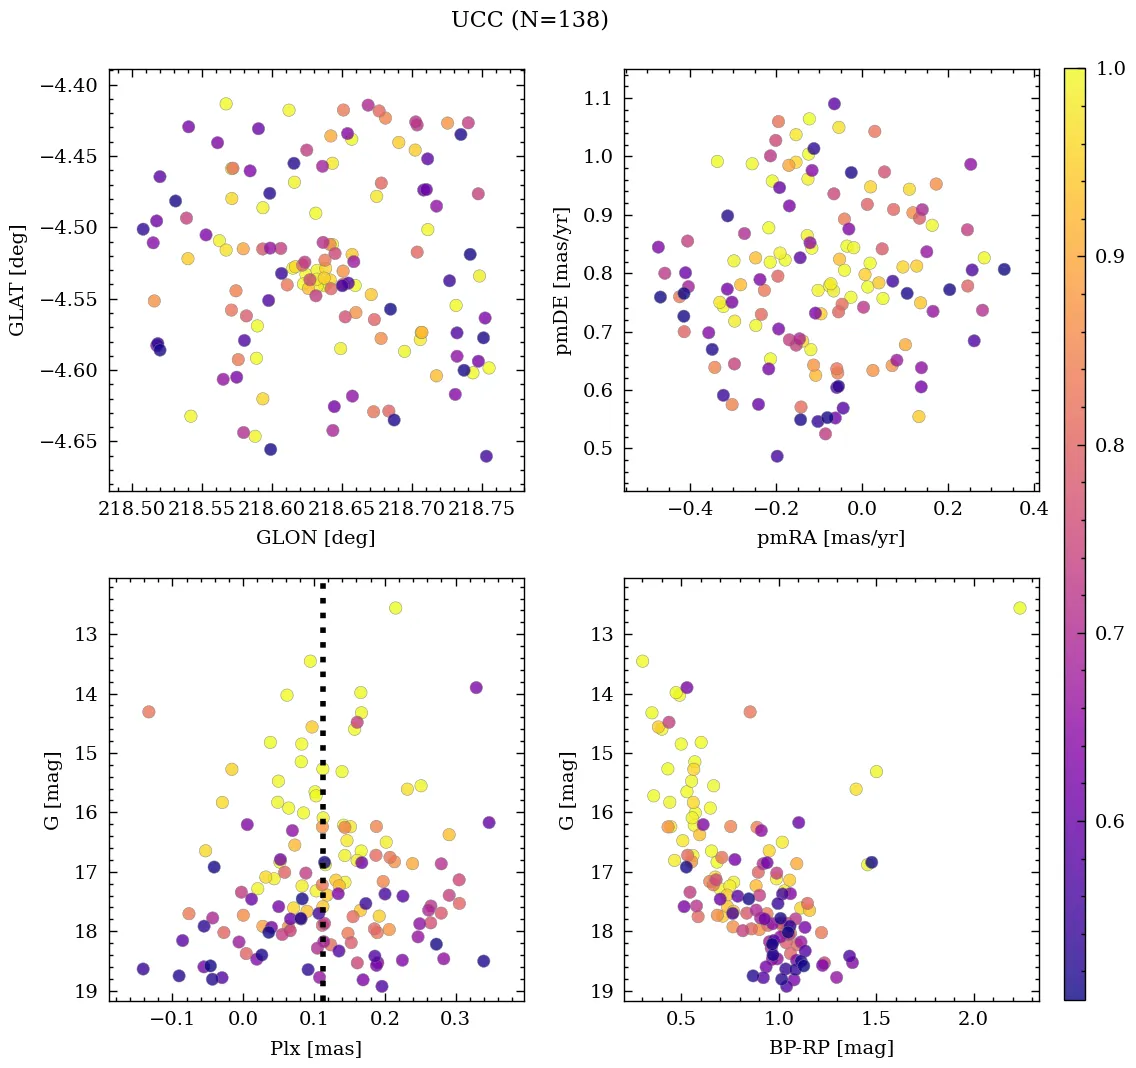 UCC (N=138)
−4.40
−4.45
−4.50
−4.55
−4.60
−4.65
GLAT [deg]
218.50 218.55 218.60 218.65 218.70 218.75
GLON [deg]
1.1
1.0
0.9
0.8
0.7
0.6
0.5
pmDE [mas/yr]
−0.4 −0.2 0.0 0.2 0.4
pmRA [mas/yr]
13
14
15
16
17
18
19
G [mag]
−0.1 0.0 0.1 0.2 0.3
Plx [mas]
13
14
15
16
17
18
19
G [mag]
0.5 1.0 1.5 2.0
BP-RP [mag]
1.0
0.9
0.8
0.7
0.6